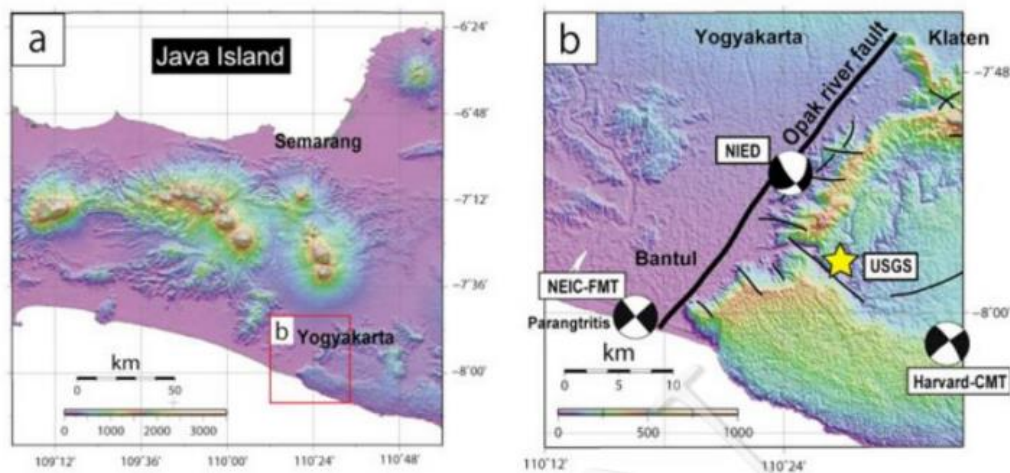 a
Java Island
Semarang
b
Yogyakarta
km
0
50
0
1000
2000
3000
-6°24'
-6°48'
-7°12'
-7°36'
-8°00'
109°12'
109°36'
110°00'
110°24'
110°48'
b
Yogyakarta
Klaten
Opak river fault
NIED
Bantul
USGS
NEIC-FMT
Parangtritis
Harvard-CMT
km
0
5
10
0
500
1000
-7°48'
-8°00'
110°12'
110°24'